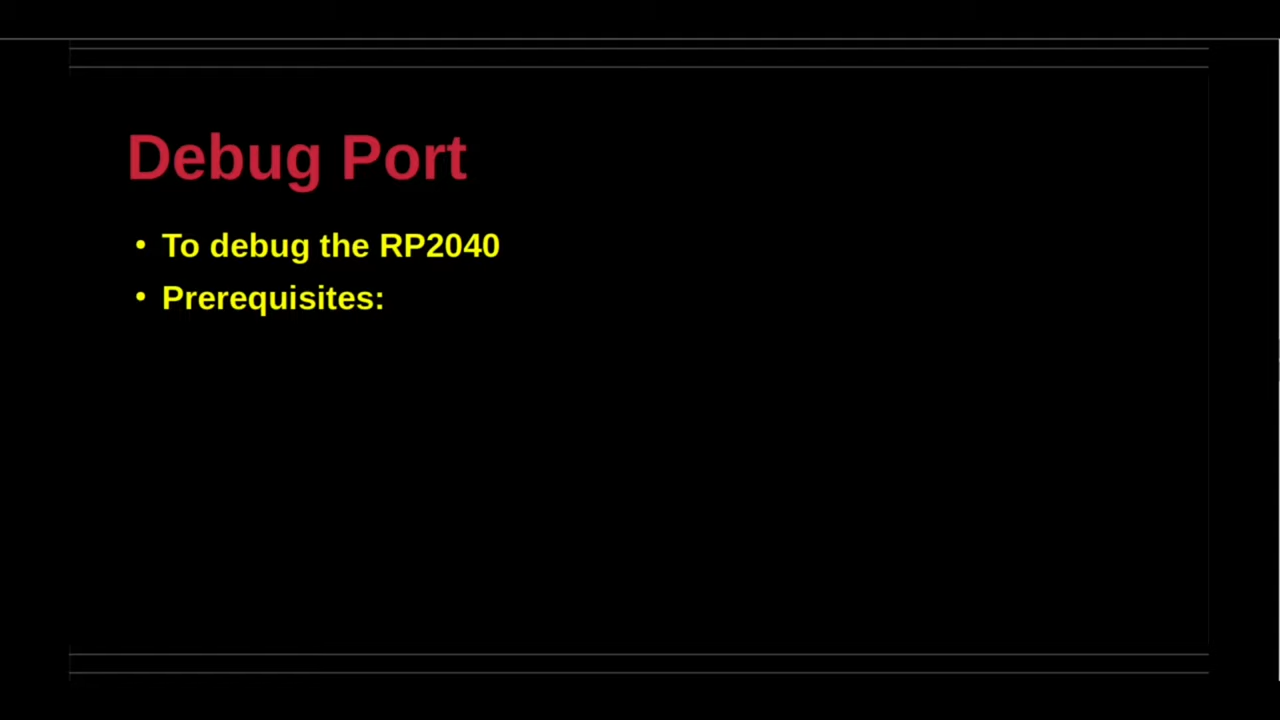 Debug Port
• To debug the RP2040
• Prerequisites: